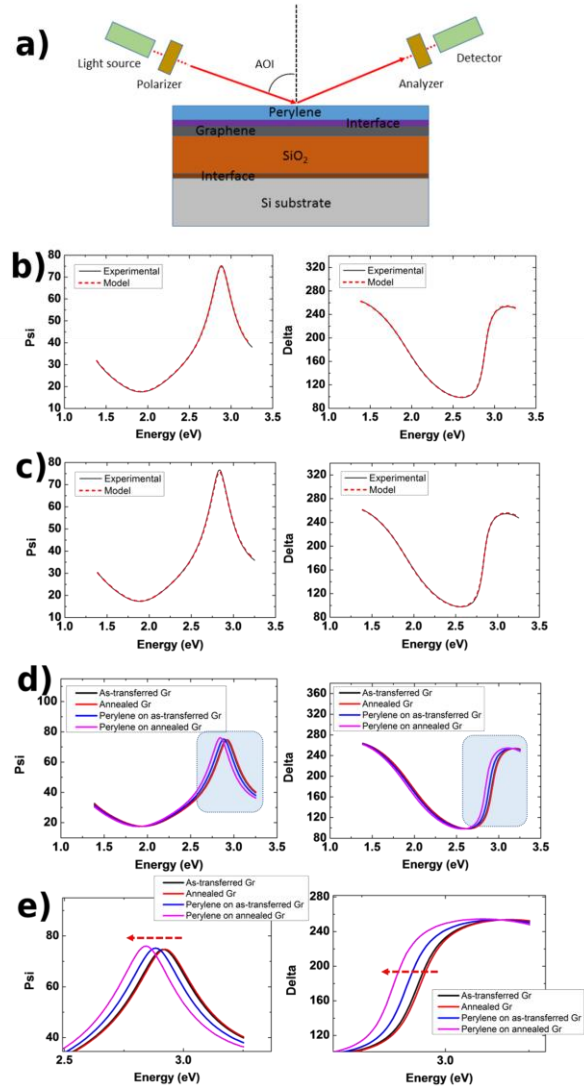 a)
Light source
Polarizer
AOI
Analyzer
Detector
Perylene
Interface
Graphene
SiO2
Interface
Si substrate
b)
80
70
60
50
40
30
20
10
Psi
Experimental
Model
1.0 1.5 2.0 2.5 3.0 3.5
Energy (eV)
320
280
240
200
160
120
80
Delta
Experimental
Model
1.0 1.5 2.0 2.5 3.0 3.5
Energy (eV)
c)
80
70
60
50
40
30
20
10
Psi
Experimental
Model
1.0 1.5 2.0 2.5 3.0 3.5
Energy (eV)
320
280
240
200
160
120
80
Delta
Experimental
Model
1.0 1.5 2.0 2.5 3.0 3.5
Energy (eV)
d)
100
80
60
40
20
Psi
As-transferred Gr
Annealed Gr
Perylene on as-transferred Gr
Perylene on annealed Gr
1.0 1.5 2.0 2.5 3.0 3.5
Energy (eV)
360
320
280
240
200
160
120
80
Delta
As-transferred Gr
Annealed Gr
Perylene on as-transferred Gr
Perylene on annealed Gr
1.0 1.5 2.0 2.5 3.0 3.5
Energy (eV)
e)
80
60
40
Psi
As-transferred Gr
Annealed Gr
Perylene on as-transferred Gr
Perylene on annealed Gr
2.5 3.0
Energy (eV)
250
200
150
100
Delta
As-transferred Gr
Annealed Gr
Perylene on as-transferred Gr
Perylene on annealed Gr
3.0
Energy (eV)